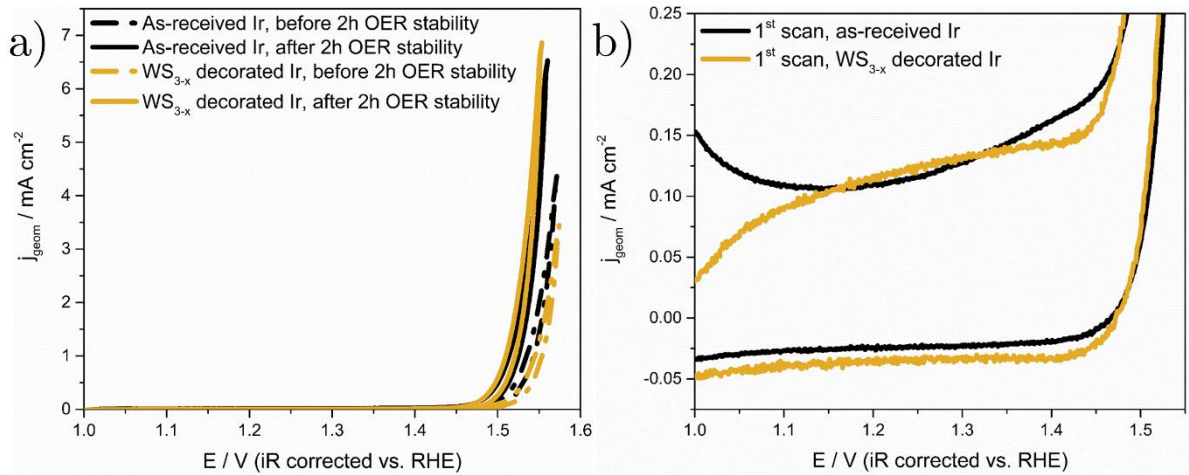 a)
As-received Ir, before 2h OER stability
As-received Ir, after 2h OER stability
WS3-x decorated Ir, before 2h OER stability
WS3-x decorated Ir, after 2h OER stability
7
6
5
4
3
2
1
0
jgeom / mA cm-2
1.0 1.1 1.2 1.3 1.4 1.5 1.6
E / V (iR corrected vs. RHE)
b)
1st scan, as-received Ir
1st scan, WS3-x decorated Ir
0.25
0.20
0.15
0.10
0.05
0.00
-0.05
jgeom / mA cm-2
1.0 1.1 1.2 1.3 1.4 1.5
E / V (iR corrected vs. RHE)